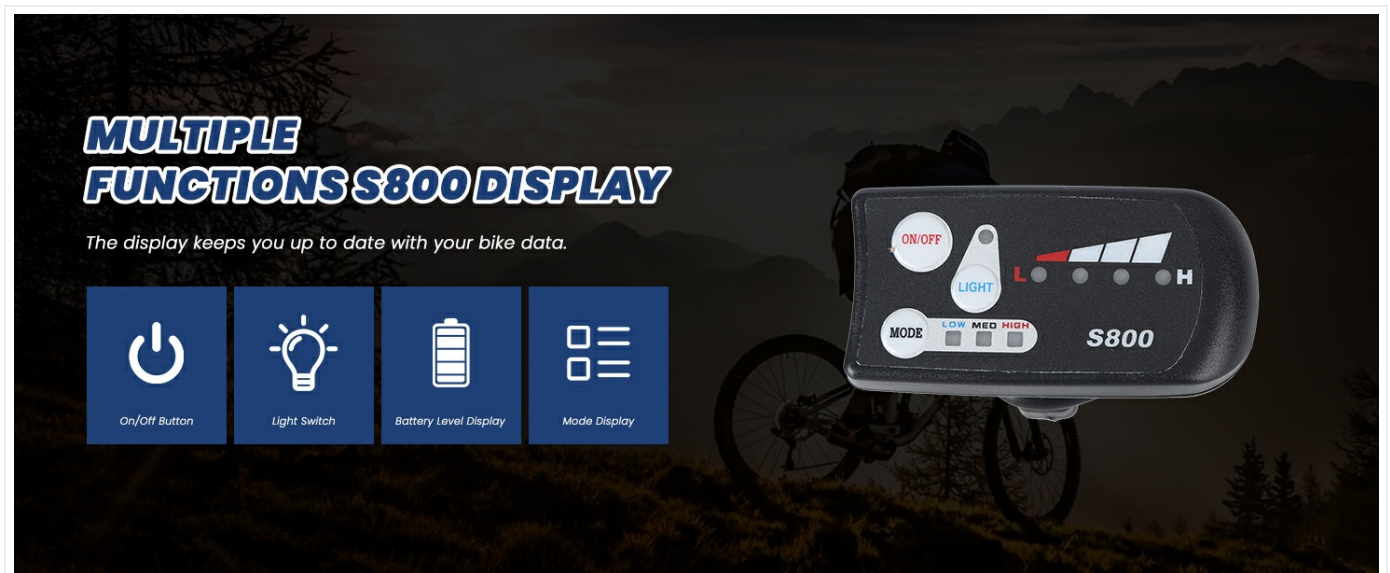 MULTIPLE
FUNCTIONS S800 DISPLAY
The display keeps you up to date with your bike data.
On/Off Button
Light Switch
Battery Level Display
Mode Display
ON/OFF
LIGHT
L
H
MODE
LOW MED HIGH
S800